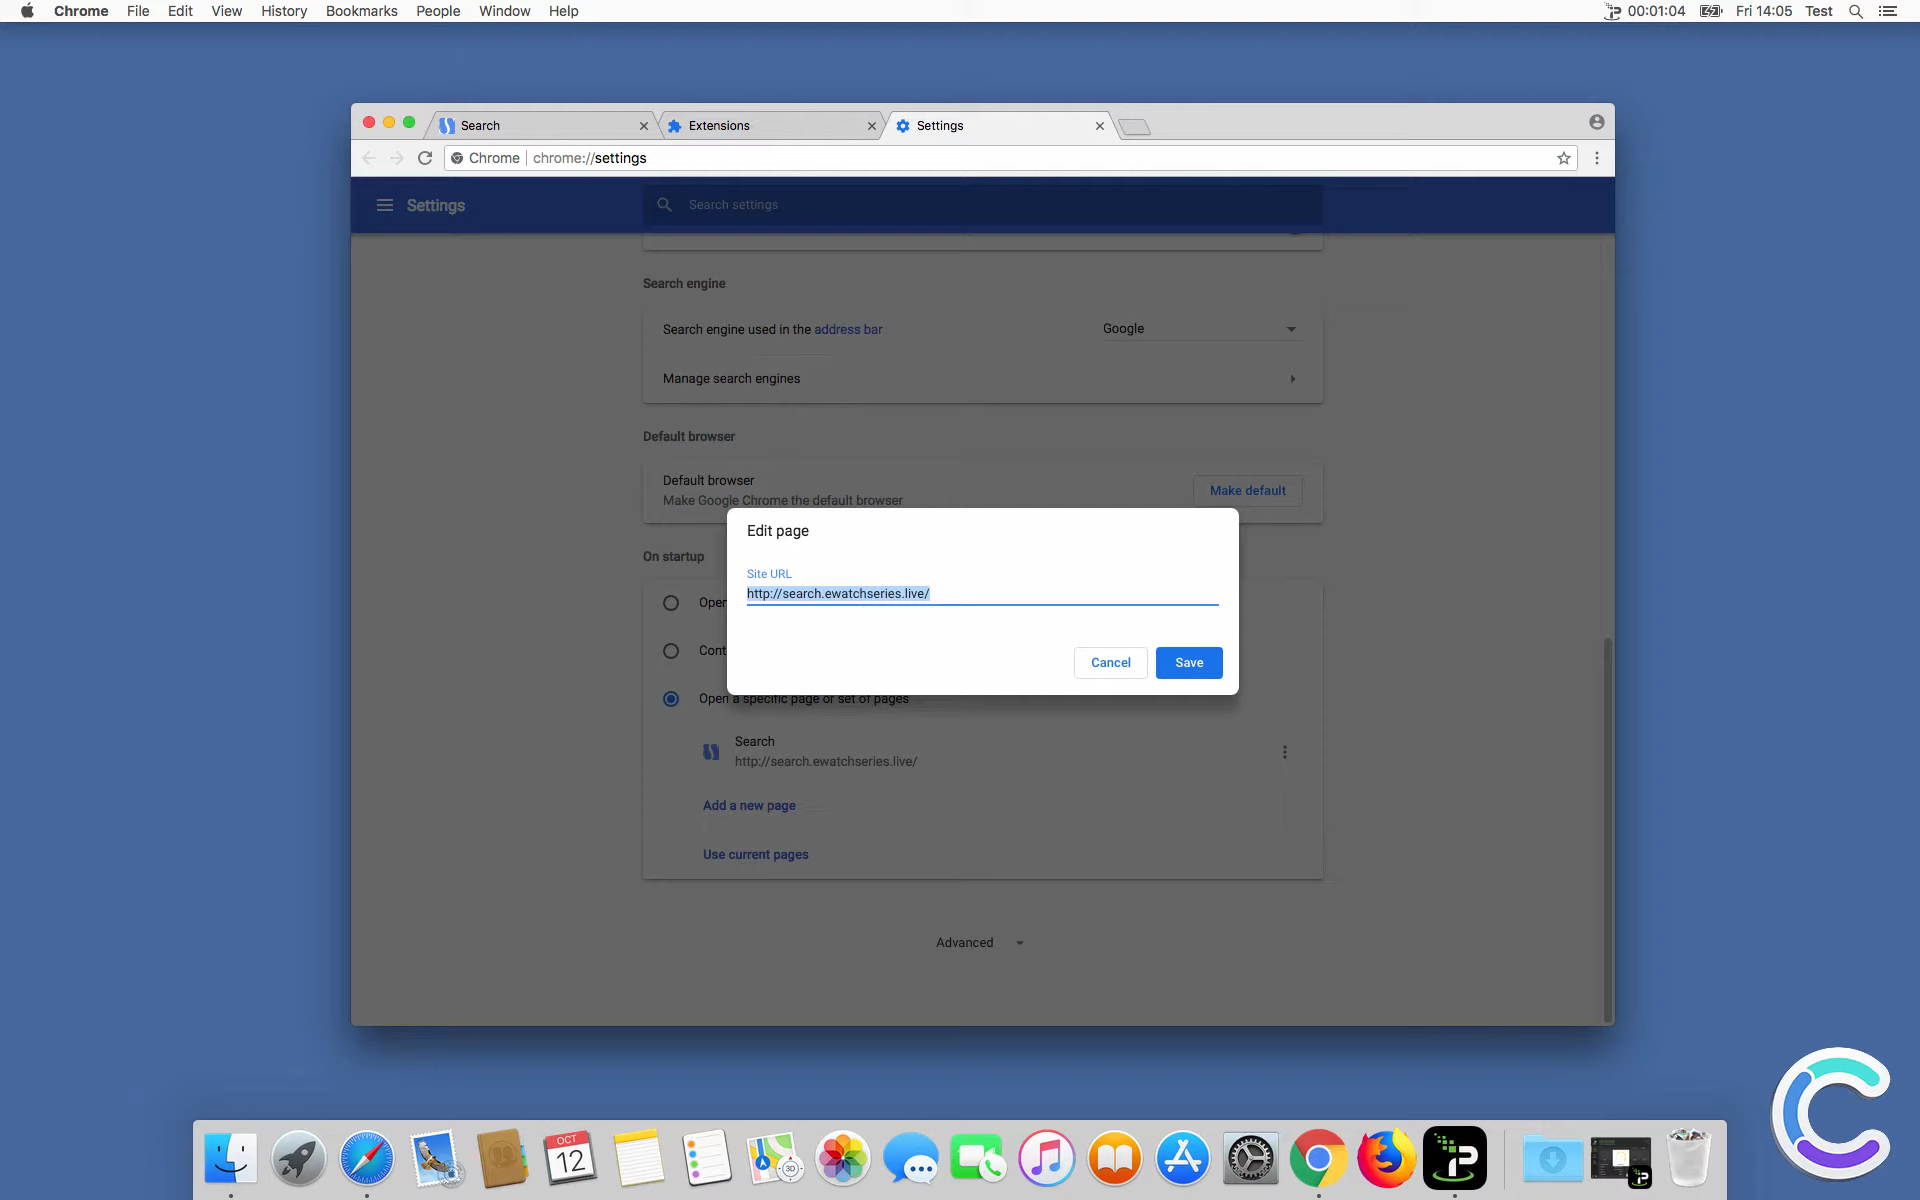 Chrome File Edit View History Bookmarks People Window Help 00:01:04 Fri 14:05 Test
Search Extensions Settings
Chrome chrome://settings
Settings Search settings
Search engine
Search engine used in the address bar Google
Manage search engines
Default browser
Default browser
Make Google Chrome the default browser
Make default
Edit page
On startup
Site URL
http://search.ewatchseries.live/
Open
Cont
Cancel Save
Open a specific page or set of pages
Search
http://search.ewatchseries.live/
Add a new page
Use current pages
Advanced
OCT
12
3D